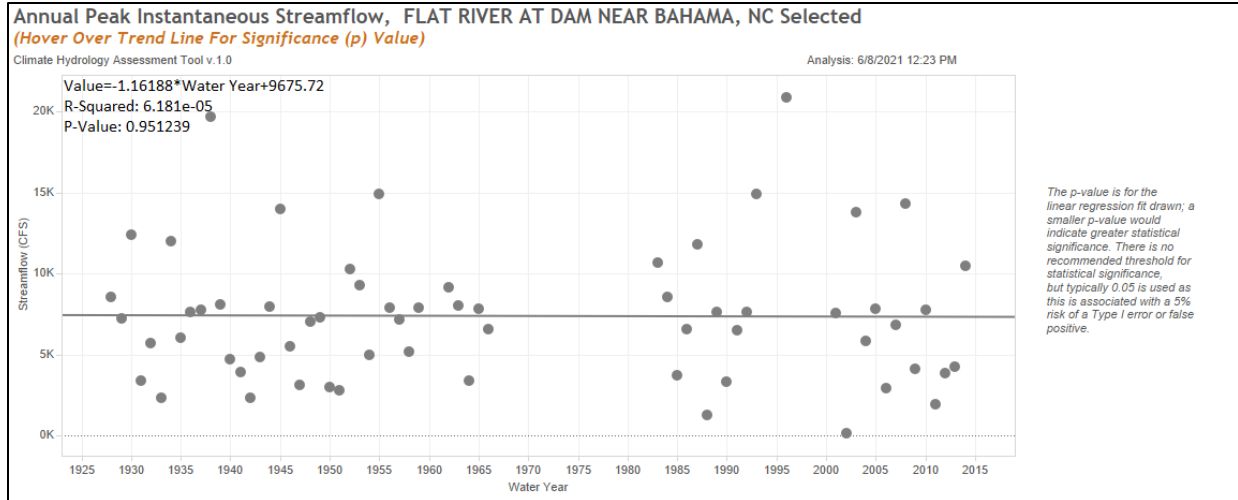 Annual Peak Instantaneous Streamflow, FLAT RIVER AT DAM NEAR BAHAMA, NC Selected
(Hover Over Trend Line For Significance (p) Value)
Climate Hydrology Assessment Tool v.1.0
Analysis: 6/8/2021 12:23 PM
Value=-1.16188*Water Year+9675.72
R-Squared: 6.181e-05
P-Value: 0.951239
20K
15K
10K
5K
0K
Streamflow (CFS)
1925 1930 1935 1940 1945 1950 1955 1960 1965 1970 1975 1980 1985 1990 1995 2000 2005 2010 2015
Water Year
The p-value is for the
linear regression fit drawn; a
smaller p-value would
indicate greater statistical
significance. There is no
recommended threshold for
statistical significance,
but typically 0.05 is used as
this is associated with a 5%
risk of a Type I error or false
positive.